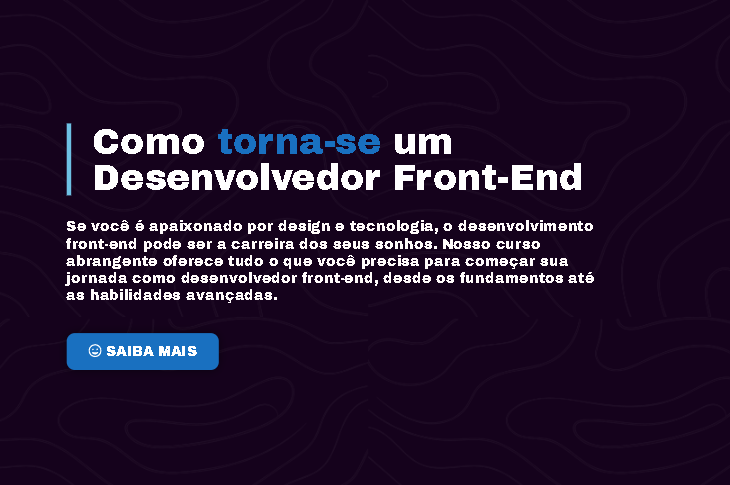 Como torna-se um
Desenvolvedor Front-End
Se você é apaixonado por design e tecnologia, o desenvolvimento
front-end pode ser a carreira dos seus sonhos. Nosso curso
abrangente oferece tudo o que você precisa para começar sua
jornada como desenvolvedor front-end, desde os fundamentos até
as habilidades avançadas.
SAIBA MAIS